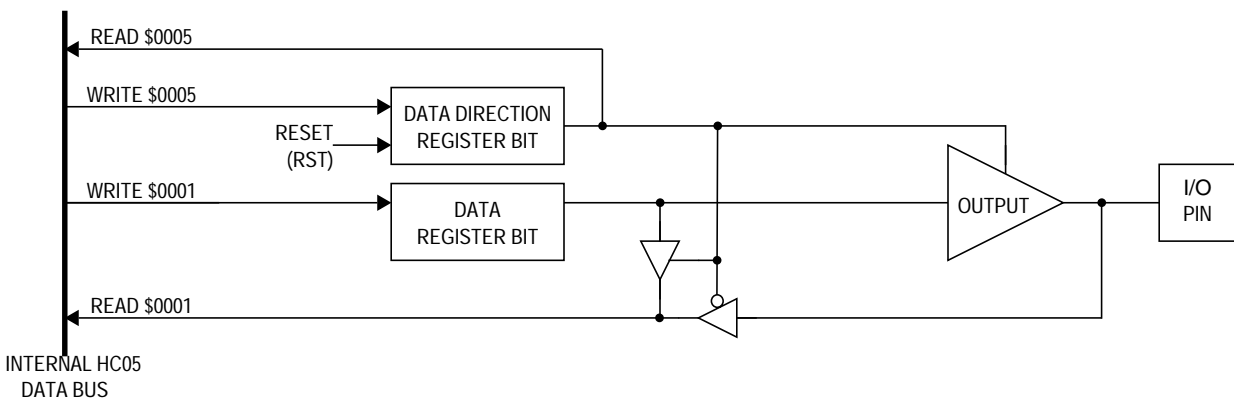 READ $0005
WRITE $0005
DATA DIRECTION
REGISTER BIT
RESET
(RST)
WRITE $0001
DATA
REGISTER BIT
OUTPUT
I/O
PIN
READ $0001
INTERNAL HC05
DATA BUS